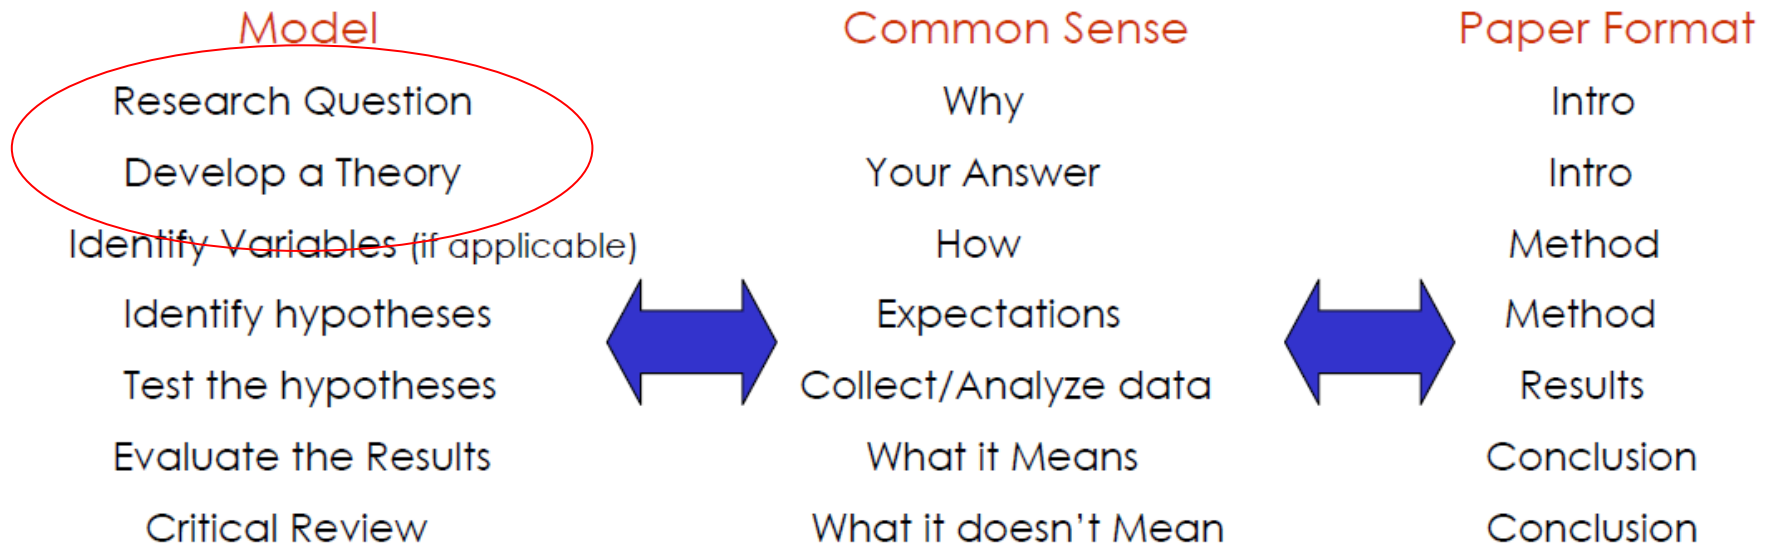 Model Common Sense Paper Format
Research Question Why Intro
Develop a Theory Your Answer Intro
Identify Variables (if applicable) How Method
Identify hypotheses Expectations Method
Test the hypotheses Collect/Analyze data Results
Evaluate the Results What it Means Conclusion
Critical Review What it doesn't Mean Conclusion